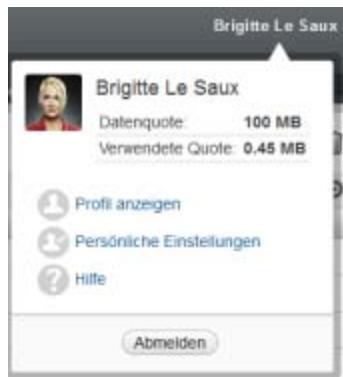 Brigitte Le Saux
Brigitte Le Saux
Datenquote: 100 MB
Verwendete Quote: 0,45 MB
Profil anzeigen
Persönliche Einstellungen
Hilfe
Abmelden